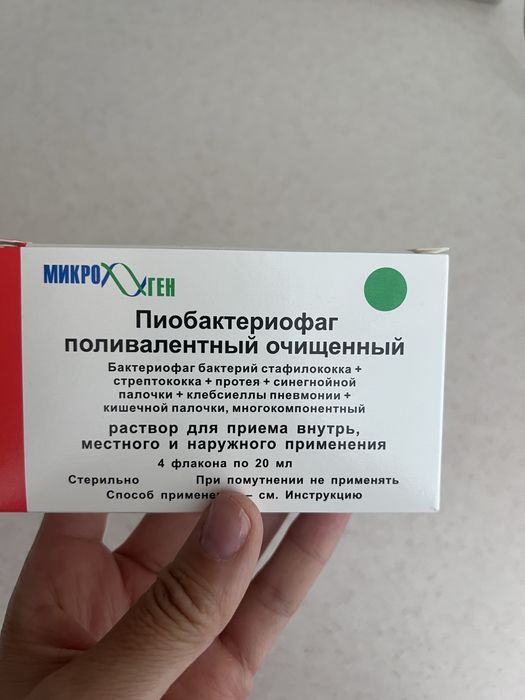 МИКРОГЕН
Пиобактериофаг
поливалентный очищенный
Бактериофаг бактерий стафилококка +
стрептококка + протея + синегнойной
палочки + клебсиеллы пневмонии +
кишечной палочки, многокомпонентный
раствор для приема внутрь,
местного и наружного применения
4 флакона по 20 мл
Стерильно При помутнении не применять
Способ примене – см. Инструкцию